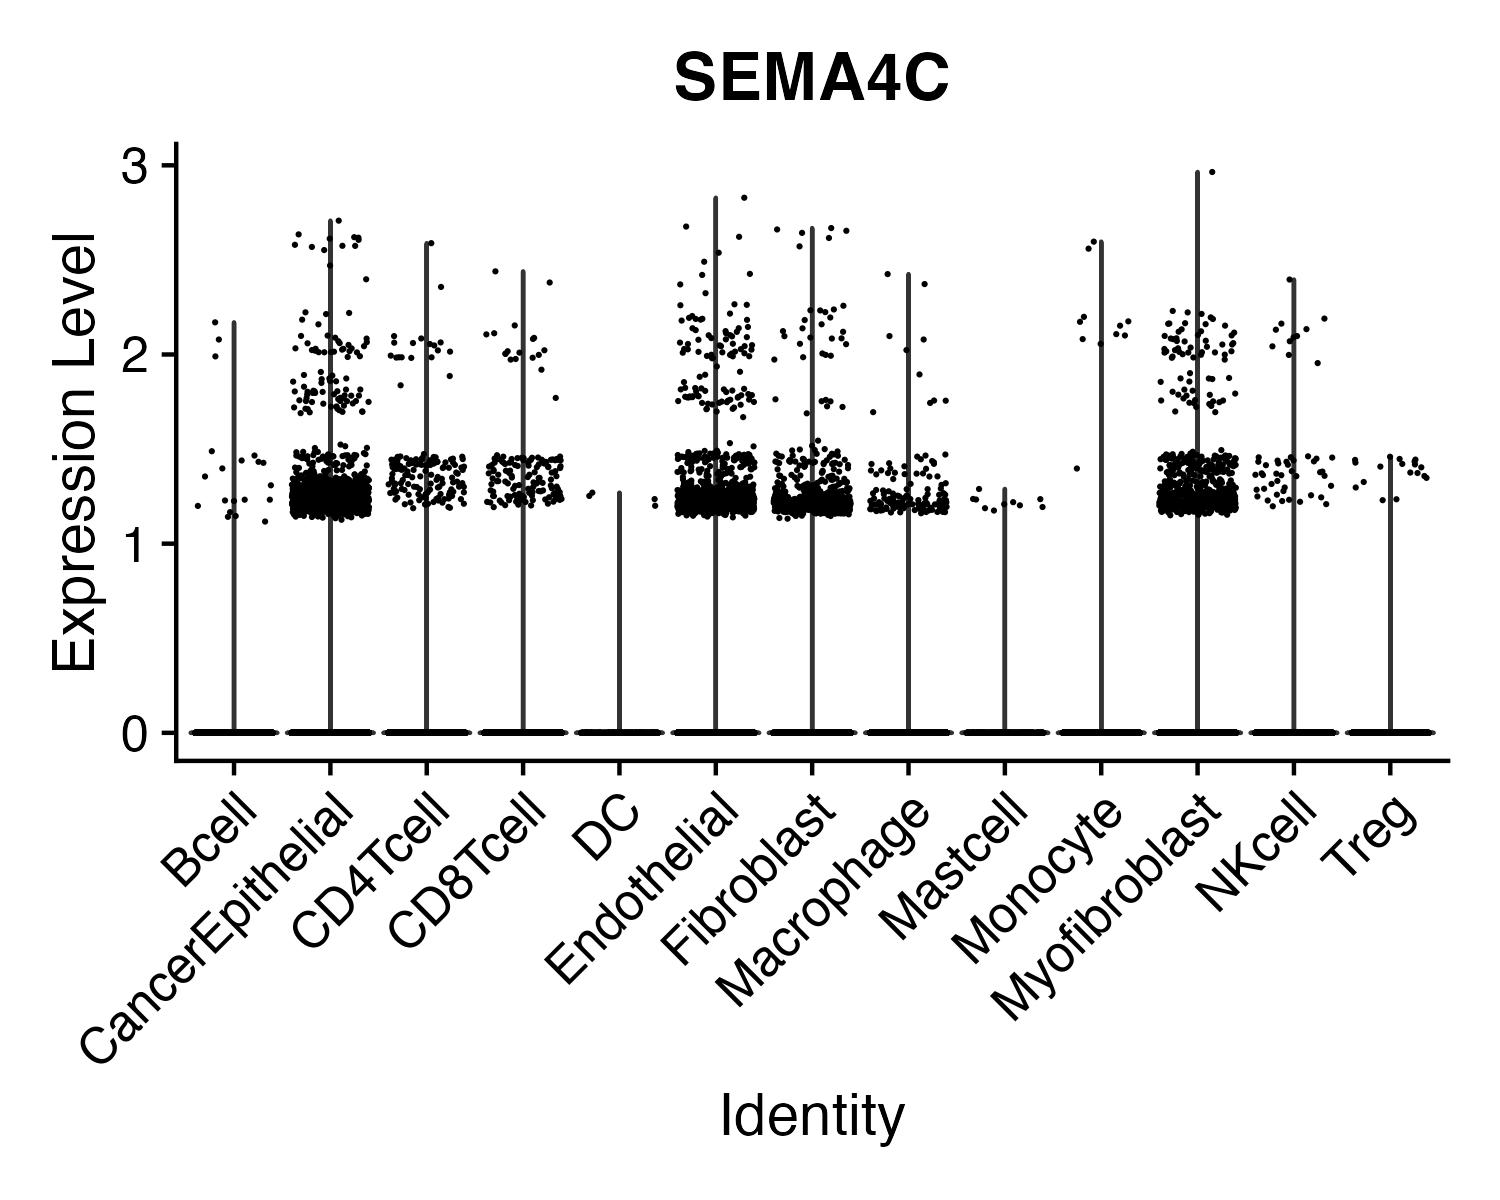 SEMA4C
Expression Level
3
2
1
0
Bcell
CancerEpithelial
CD4Tcell
CD8Tcell
DC
Endothelial
Fibroblast
Macrophage
Mastcell
Monocyte
Myofibroblast
NKcell
Treg
Identity